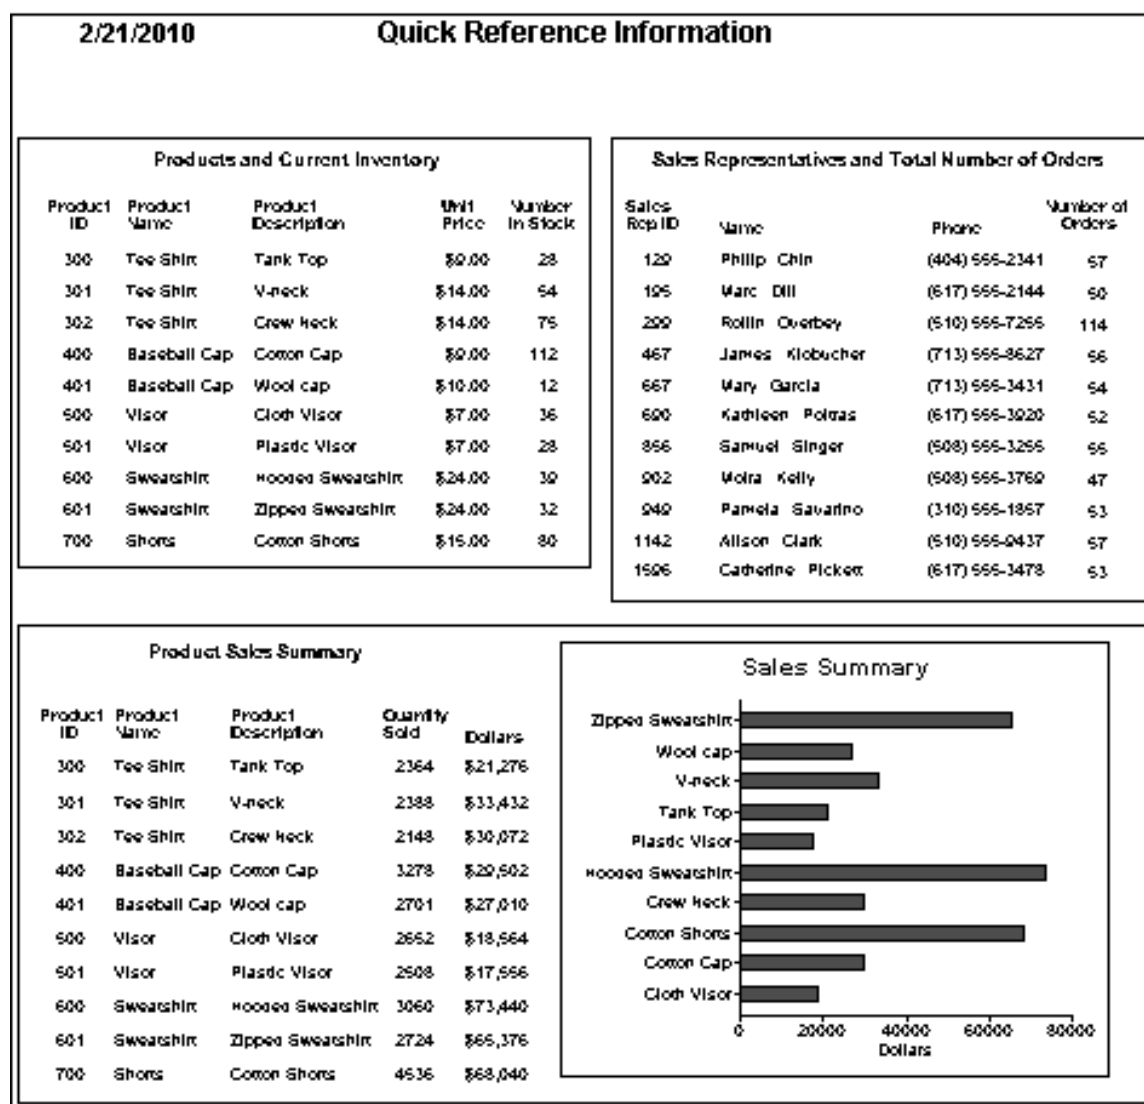 2/21/2010 Quick Reference Information
Products and Current Inventory
Product ID Product Name Product Description Unit Price Number In Stock
300 Tee Shirt Tank Top $9.00 28
301 Tee Shirt V-neck $14.00 54
302 Tee Shirt Crew Neck $14.00 75
400 Baseball Cap Cotton Cap $9.00 112
401 Baseball Cap Wool cap $10.00 12
500 Visor Cloth Visor $7.00 36
501 Visor Plastic Visor $7.00 28
600 Sweatshirt Hooded Sweatshirt $24.00 39
601 Sweatshirt Zipped Sweatshirt $24.00 32
700 Shorts Cotton Shorts $15.00 80
Sales Representatives and Total Number of Orders
Sales Rep ID Name Phone Number of Orders
129 Philip Chin (404) 555-2341 57
195 Marc Dill (617) 555-2144 50
299 Rollin Overbey (510) 555-7255 114
467 James Klobucher (713) 555-8627 56
667 Mary Garcia (713) 555-3431 54
690 Kathleen Poitras (617) 555-3920 52
856 Samuel Singer (508) 555-3255 55
902 Moira Kelly (508) 555-3769 47
949 Pamela Savarino (310) 555-1857 53
1142 Alison Clark (510) 555-9437 57
1596 Catherine Pickett (617) 555-3478 53
Product Sales Summary
Product ID Product Name Product Description Quantity Sold Dollars
300 Tee Shirt Tank Top 2364 $21,276
301 Tee Shirt V-neck 2388 $33,432
302 Tee Shirt Crew Neck 2148 $30,072
400 Baseball Cap Cotton Cap 3278 $29,502
401 Baseball Cap Wool cap 2701 $27,010
500 Visor Cloth Visor 2652 $18,564
501 Visor Plastic Visor 2508 $17,556
600 Sweatshirt Hooded Sweatshirt 3060 $73,440
601 Sweatshirt Zipped Sweatshirt 2724 $65,376
700 Shorts Cotton Shorts 4536 $68,040
Sales Summary
Zipped Sweatshirt
Wool cap
V-neck
Tank Top
Plastic Visor
Hooded Sweatshirt
Crew Neck
Cotton Shorts
Cotton Cap
Cloth Visor
0 20000 40000 60000 80000
Dollars